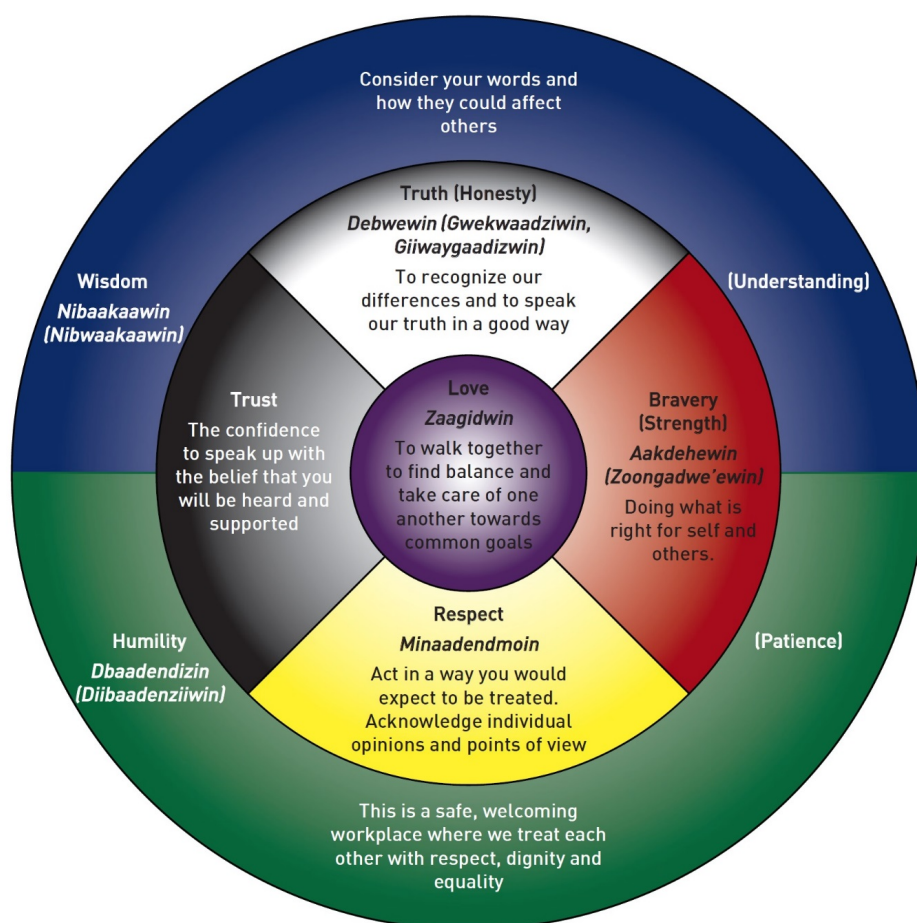 Consider your words and
how they could affect
others
Truth (Honesty)
Debwewin (Gwekwaadziwin,
Giiwaygaadizwin)
To recognize our
differences and to speak
our truth in a good way
Wisdom
Nibaakaawin
(Nibwaakaawin)
(Understanding)
Trust
The confidence
to speak up with
the belief that you
will be heard and
supported
Love
Zaagidwin
To walk together
to find balance and
take care of one
another towards
common goals
Bravery
(Strength)
Aakdehewin
(Zoongadwe’ewin)
Doing what is
right for self and
others.
Respect
Minaadendmoin
Act in a way you would
expect to be treated.
Acknowledge individual
opinions and points of view
Humility
Dbaadendizin
(Diibaadenziiwin)
(Patience)
This is a safe, welcoming
workplace where we treat each
other with respect, dignity and
equality